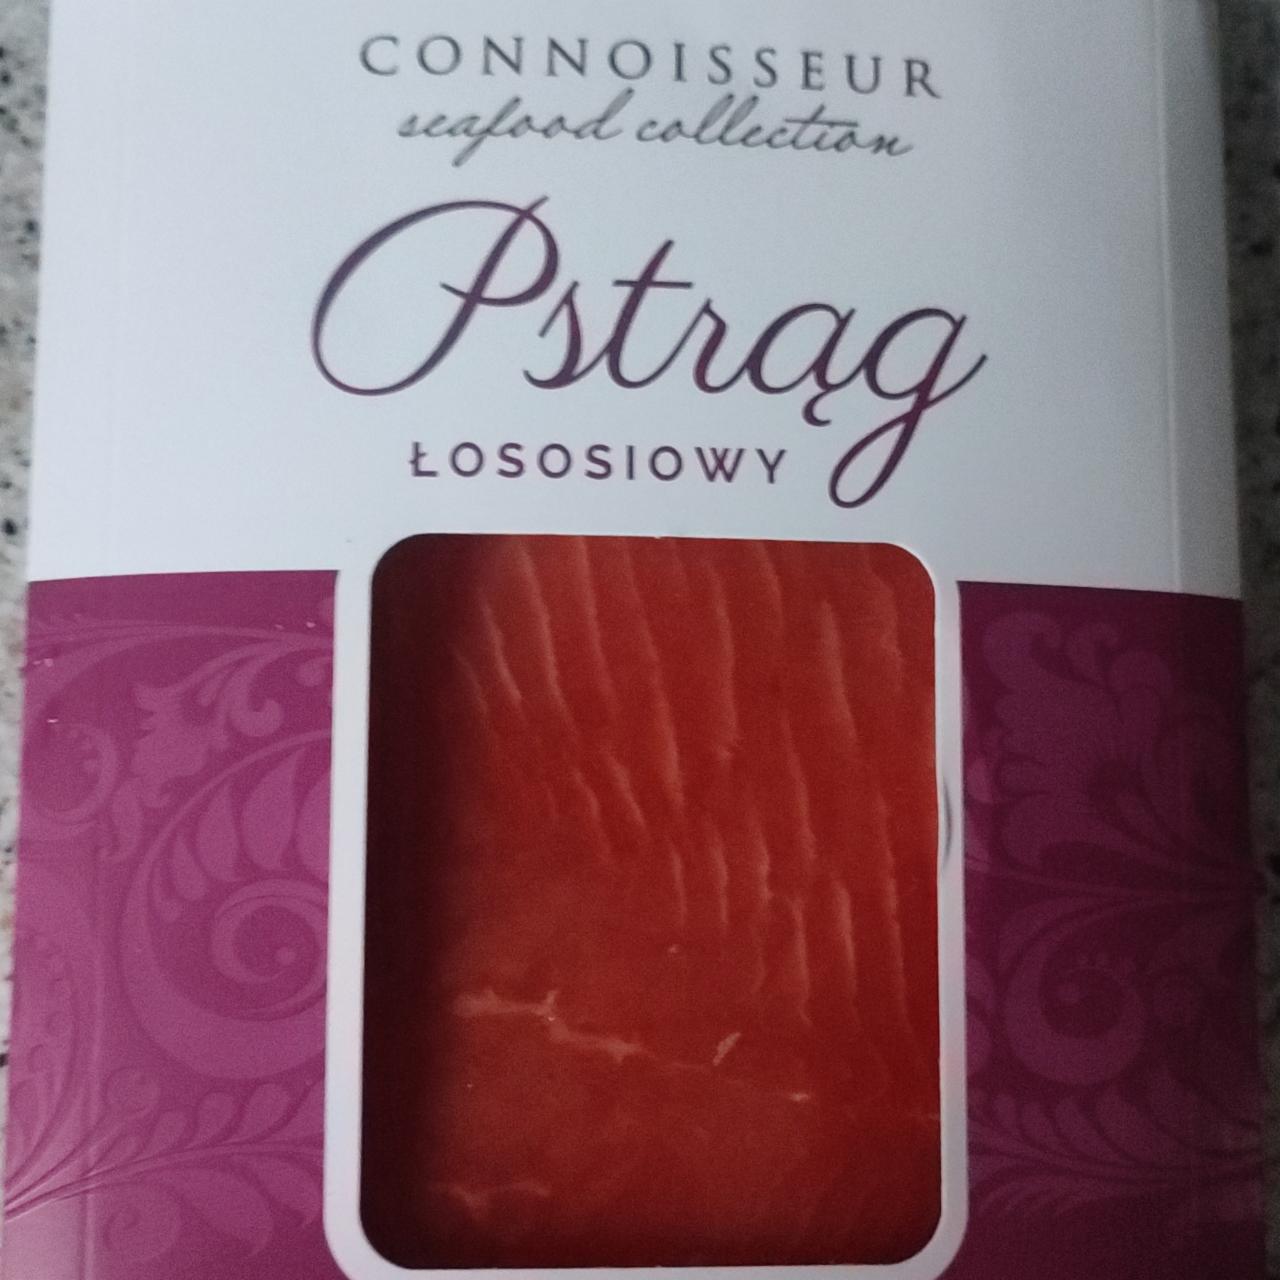 CONNOISSEUR
seafood collection
Pstrąg
ŁOSOSIOWY